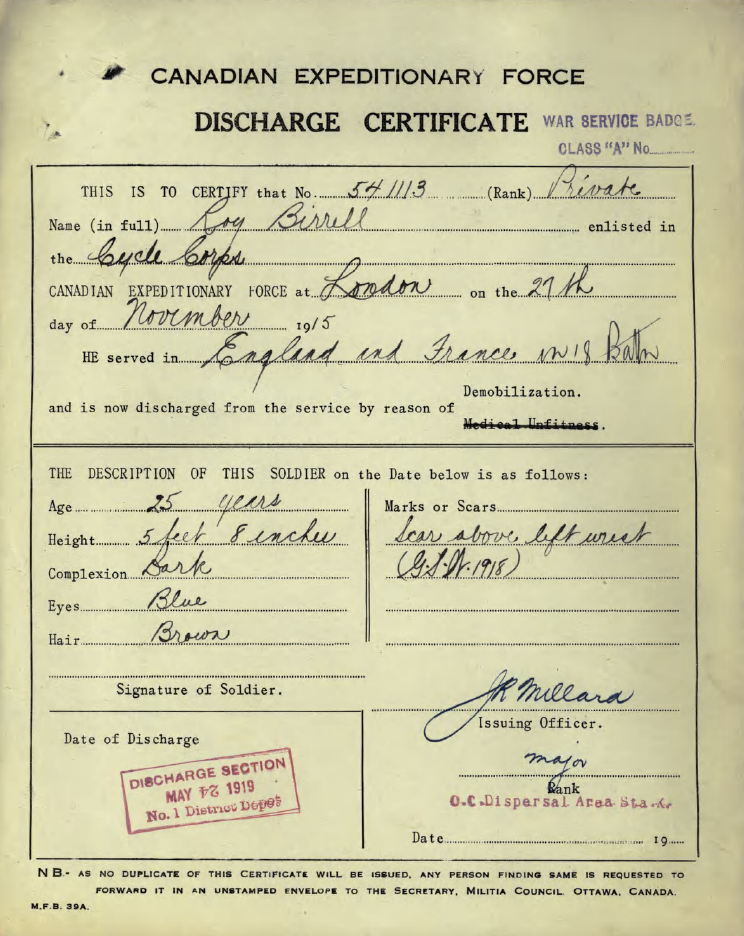 CANADIAN EXPEDITIONARY FORCE
DISCHARGE CERTIFICATE WAR SERVICE BADGE.
CLASS "A" No.
THIS IS TO CERTIFY that No. 541113 (Rank) Private
Name (in full) Roy Birrell enlisted in
the Cycle Corps
CANADIAN EXPEDITIONARY FORCE at London on the 27th
day of November 1915
HE served in England and France in 18 Battn
Demobilization.
and is now discharged from the service by reason of
Medical Unfitness.
THE DESCRIPTION OF THIS SOLDIER on the Date below is as follows:
Age 25 years
Height 5 feet 8 inches
Complexion Dark
Eyes Blue
Hair Brown
Marks or Scars
Scar above left wrist
(G.S.W. 1918)
Signature of Soldier.
JR Millard
Issuing Officer.
Major
Rank
O.C. Dispersal Area Sta.
Date 19
Date of Discharge
DISCHARGE SECTION
MAY 1919
No. 1 District Depot
NB.- AS NO DUPLICATE OF THIS CERTIFICATE WILL BE ISSUED, ANY PERSON FINDING SAME IS REQUESTED TO
FORWARD IT IN AN UNSTAMPED ENVELOPE TO THE SECRETARY, MILITIA COUNCIL. OTTAWA, CANADA.
M.F.B. 39A.